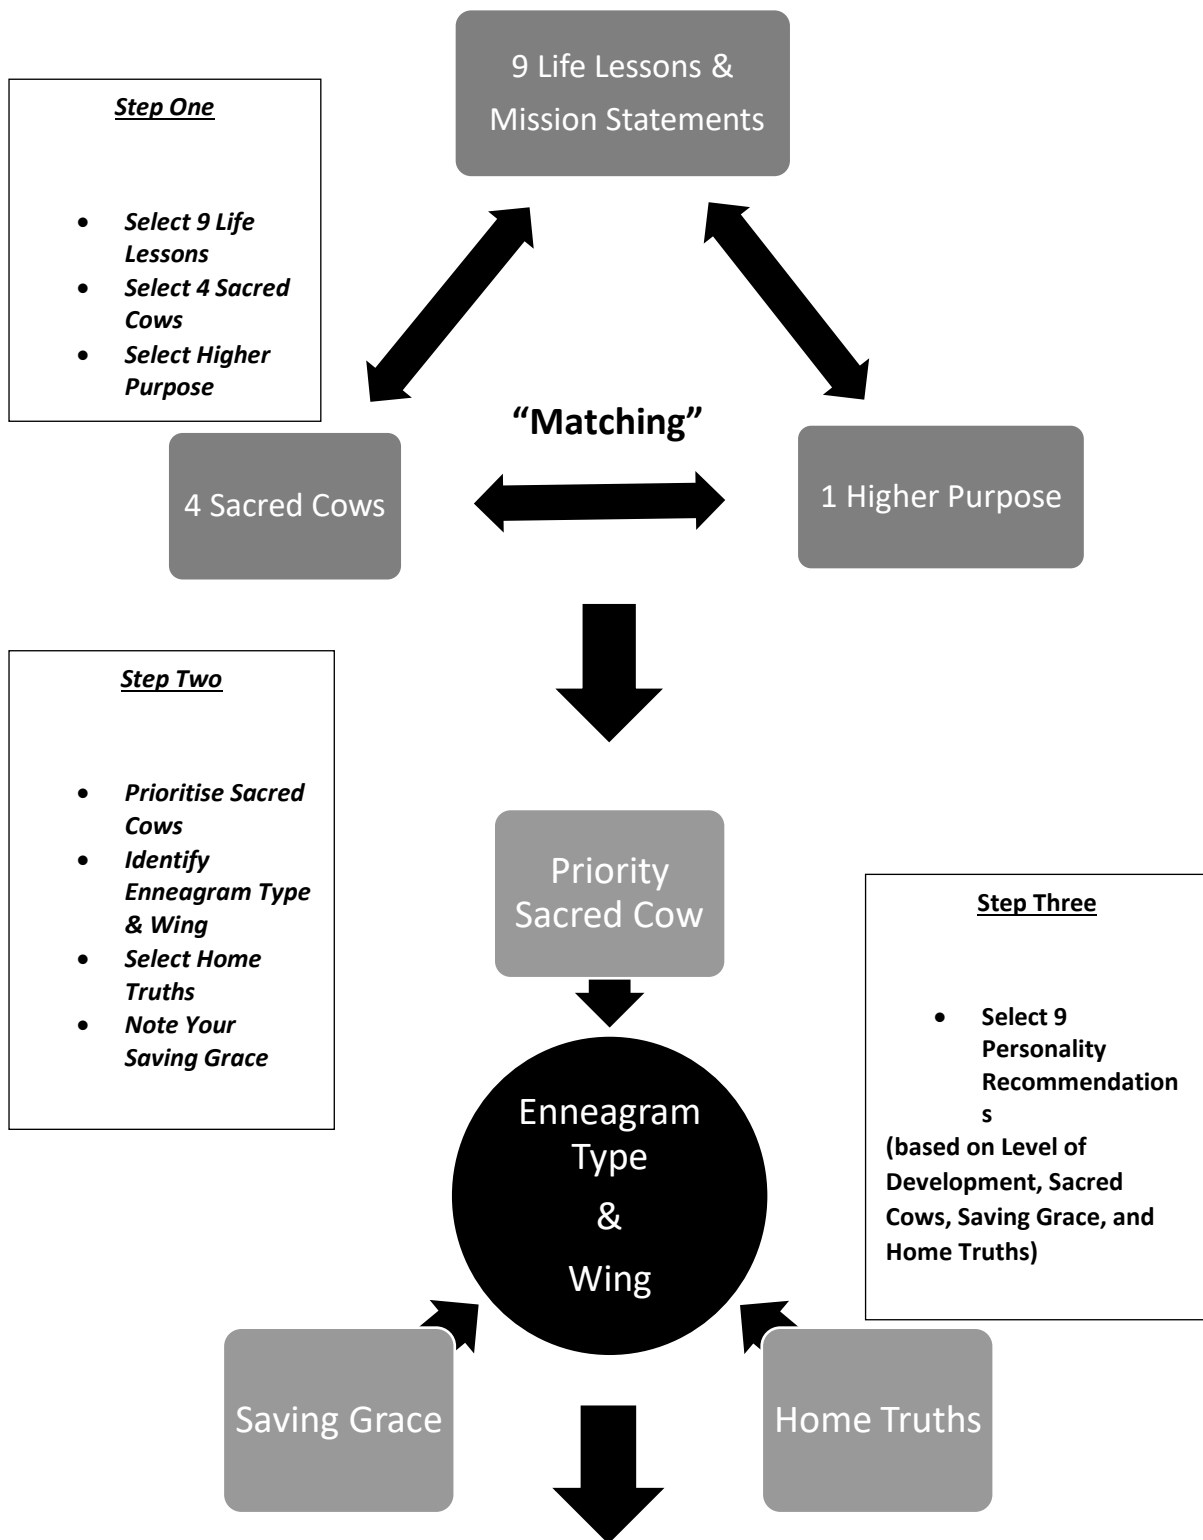 9 Life Lessons &
Mission Statements
Step One
• Select 9 Life
Lessons
• Select 4 Sacred
Cows
• Select Higher
Purpose
“Matching”
4 Sacred Cows
1 Higher Purpose
Step Two
• Prioritise Sacred
Cows
• Identify
Enneagram Type
& Wing
• Select Home
Truths
• Note Your
Saving Grace
Priority
Sacred Cow
Step Three
• Select 9
Personality
Recommendation
s
(based on Level of
Development, Sacred
Cows, Saving Grace, and
Home Truths)
Enneagram
Type
&
Wing
Saving Grace
Home Truths